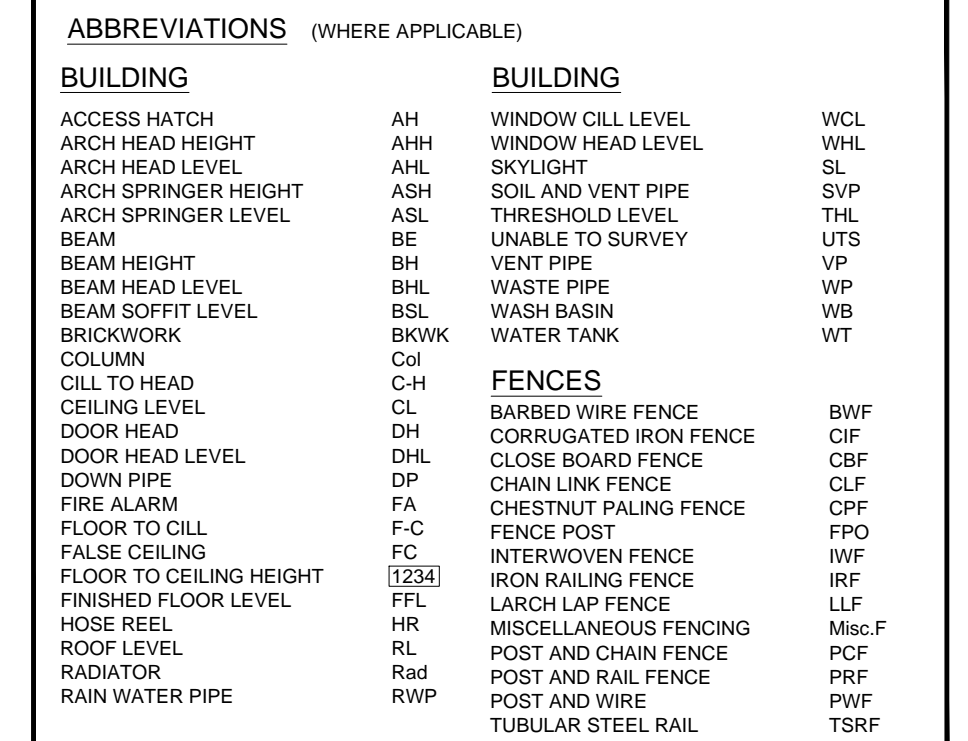 ABBREVIATIONS (WHERE APPLICABLE)
BUILDING
ACCESS HATCH AH
ARCH HEAD HEIGHT AHH
ARCH HEAD LEVEL AHL
ARCH SPRINGER HEIGHT ASH
ARCH SPRINGER LEVEL ASL
BEAM BE
BEAM HEIGHT BH
BEAM HEAD LEVEL BHL
BEAM SOFFIT LEVEL BSL
BRICKWORK BKWK
COLUMN Col
CILL TO HEAD C-H
CEILING LEVEL CL
DOOR HEAD DH
DOOR HEAD LEVEL DHL
DOWN PIPE DP
FIRE ALARM FA
FLOOR TO CILL F-C
FALSE CEILING FC
FLOOR TO CEILING HEIGHT 1234
FINISHED FLOOR LEVEL FFL
HOSE REEL HR
ROOF LEVEL RL
RADIATOR Rad
RAIN WATER PIPE RWP
BUILDING
WINDOW CILL LEVEL WCL
WINDOW HEAD LEVEL WHL
SKYLIGHT SL
SOIL AND VENT PIPE SVP
THRESHOLD LEVEL THL
UNABLE TO SURVEY UTS
VENT PIPE VP
WASTE PIPE WP
WASH BASIN WB
WATER TANK WT
FENCES
BARBED WIRE FENCE BWF
CORRUGATED IRON FENCE CIF
CLOSE BOARD FENCE CBF
CHAIN LINK FENCE CLF
CHESTNUT PALING FENCE CPF
FENCE POST FPO
INTERWOVEN FENCE IWF
IRON RAILING FENCE IRF
LARCH LAP FENCE LLF
MISCELLANEOUS FENCING Misc.F
POST AND CHAIN FENCE PCF
POST AND RAIL FENCE PRF
POST AND WIRE PWF
TUBULAR STEEL RAIL TSRF